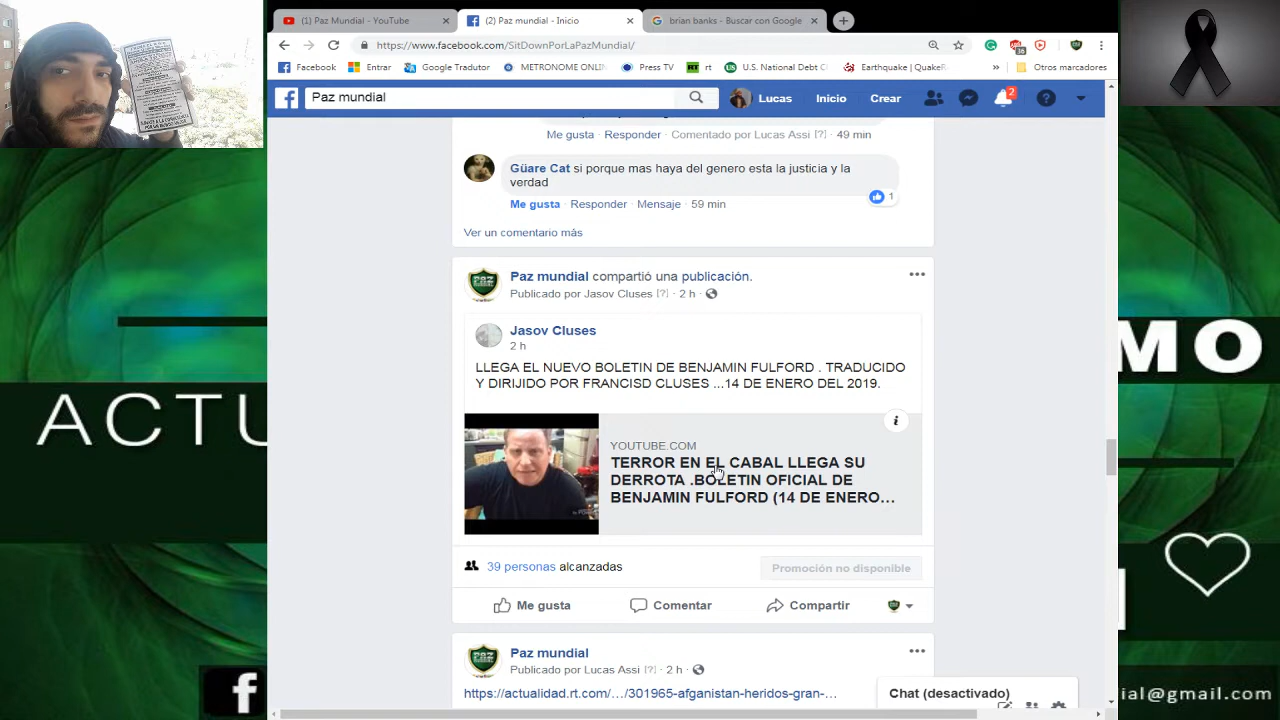 (1) Paz Mundial - YouTube
(2) Paz mundial - Inicio
brian banks - Buscar con Google
https://www.facebook.com/SitDownPorLaPazMundial/
Facebook
Entrar
Google Tradutor
METRONOME ONLIN
Press TV
rt
U.S. National Debt C
Earthquake | QuakeR
Otros marcadores
Paz mundial
Lucas
Inicio
Crear
2
Me gusta · Responder · Comentado por Lucas Assi [?] · 49 min
Güare Cat si porque mas haya del genero esta la justicia y la
verdad
1
Me gusta · Responder · Mensaje · 59 min
Ver un comentario más
Paz mundial compartió una publicación.
Publicado por Jasov Cluses [?] · 2 h ·
Jasov Cluses
2 h ·
LLEGA EL NUEVO BOLETIN DE BENJAMIN FULFORD . TRADUCIDO
Y DIRIJIDO POR FRANCISD CLUSES ...14 DE ENERO DEL 2019.
YOUTUBE.COM
TERROR EN EL CABAL LLEGA SU
DERROTA .BOLETIN OFICIAL DE
BENJAMIN FULFORD (14 DE ENERO...
39 personas alcanzadas
Promoción no disponible
Me gusta
Comentar
Compartir
Paz mundial
Publicado por Lucas Assi [?] · 2 h ·
https://actualidad.rt.com/.../301965-afganistan-heridos-gran-...
Chat (desactivado)
ACTU
MO
ial@gmail.com